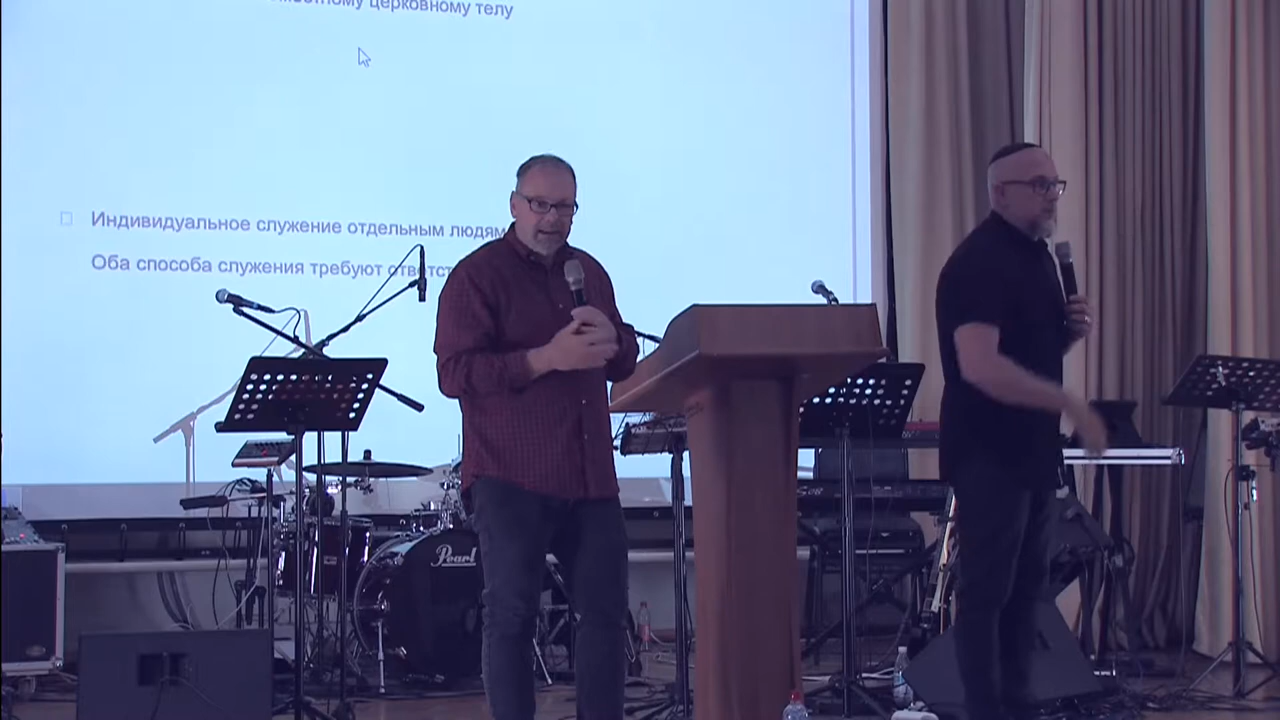 церковному телу
Индивидуальное служение отдельным людям
Оба способа служения требуют
Pearl